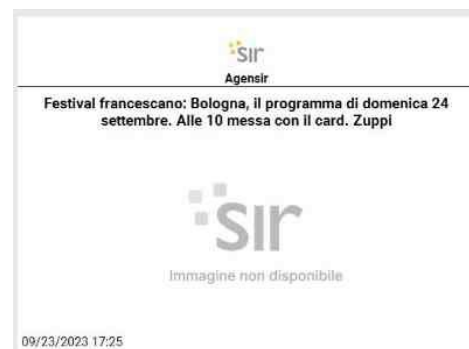 SIr
Agensir
Festival francescano: Bologna, il programma di domenica 24
settembre. Alle 10 messa con il card. Zuppi
SIr
Immagine non disponibile
09/23/2023 17:25